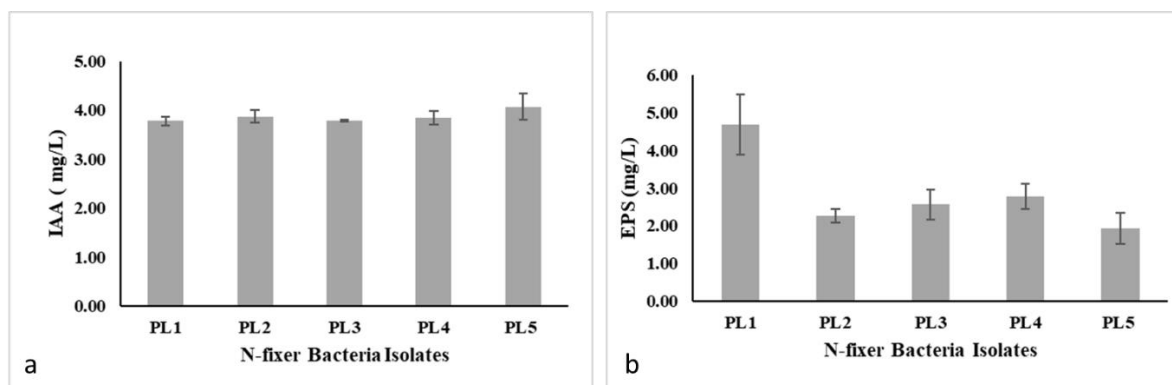 5.00
4.00
3.00
2.00
1.00
0.00
IAA ( mg/L)
PL1 PL2 PL3 PL4 PL5
N-fixer Bacteria Isolates
a
6.00
5.00
4.00
3.00
2.00
1.00
0.00
EPS (mg/L)
PL1 PL2 PL3 PL4 PL5
N-fixer Bacteria Isolates
b